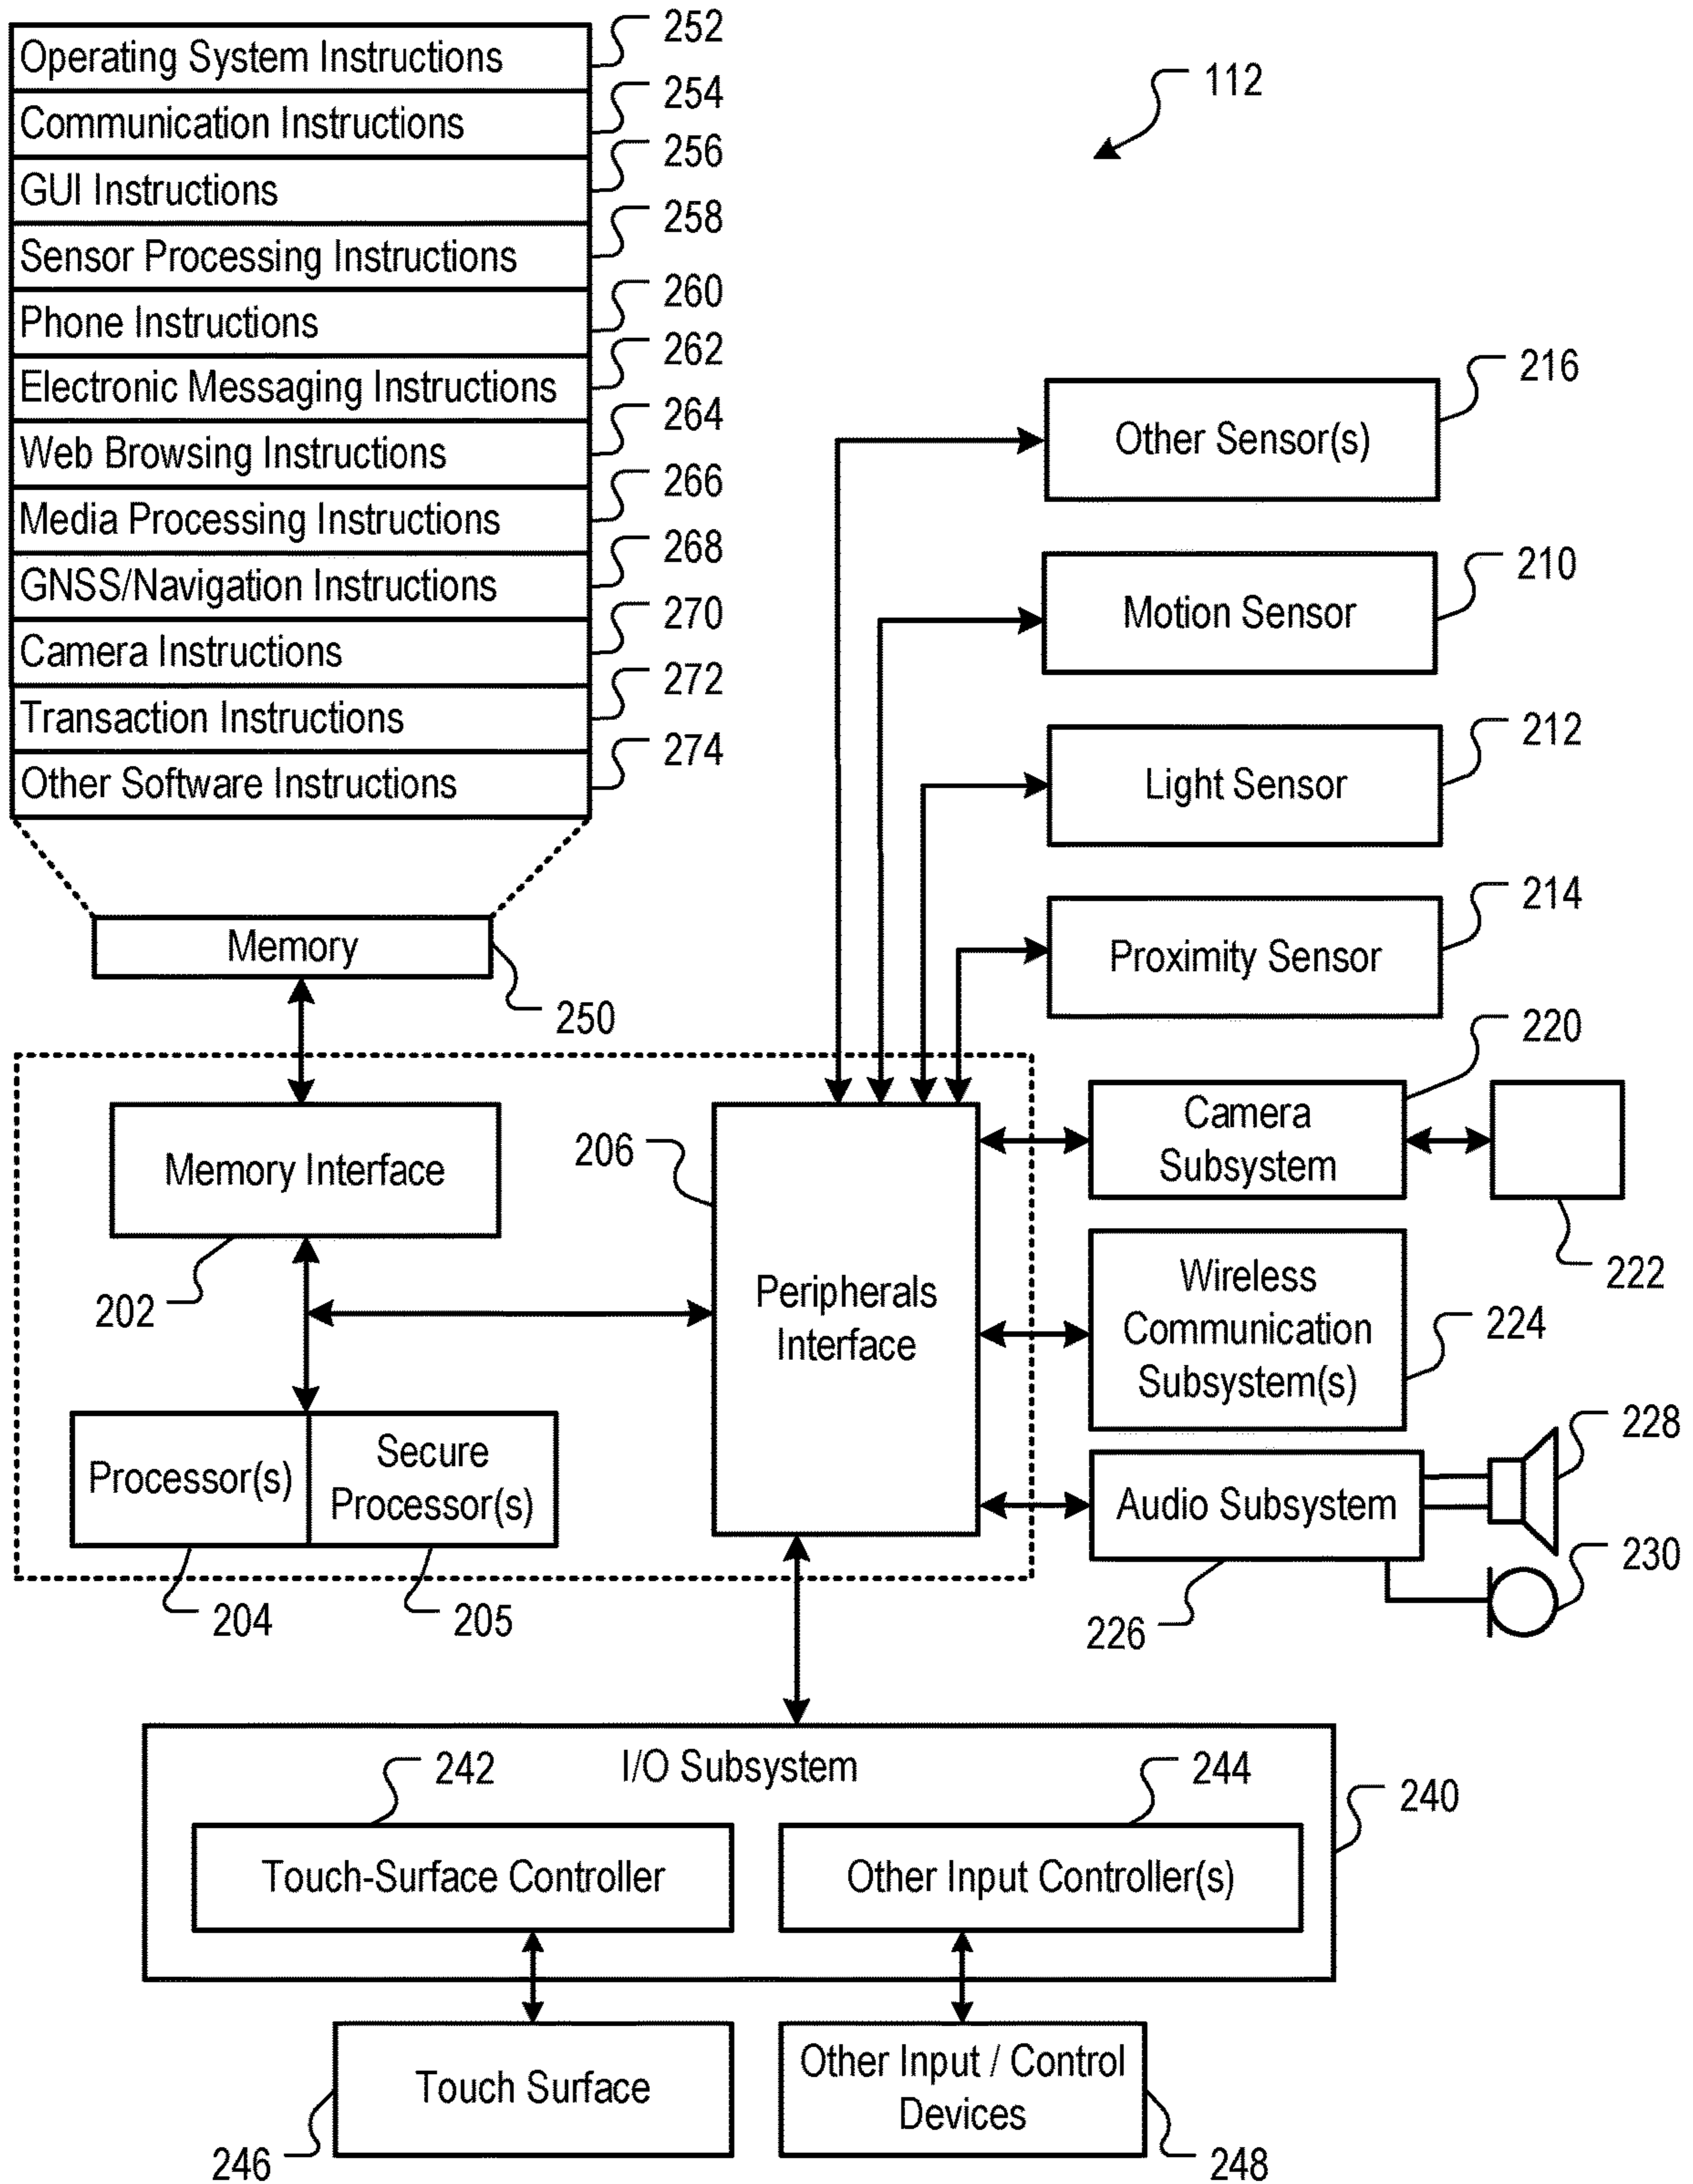 Operating System Instructions
252
Communication Instructions
254
GUI Instructions
256
Sensor Processing Instructions
258
Phone Instructions
260
Electronic Messaging Instructions
262
Web Browsing Instructions
264
Media Processing Instructions
266
GNSS/Navigation Instructions
268
Camera Instructions
270
Transaction Instructions
272
Other Software Instructions
274
112
Other Sensor(s)
216
Motion Sensor
210
Light Sensor
212
Proximity Sensor
214
Memory
250
Memory Interface
202
206
Peripherals
Interface
Camera
Subsystem
220
222
Wireless
Communication
Subsystem(s)
224
Processor(s)
204
Secure
Processor(s)
205
Audio Subsystem
226
228
230
I/O Subsystem
240
242
Touch-Surface Controller
244
Other Input Controller(s)
Touch Surface
246
Other Input / Control
Devices
248